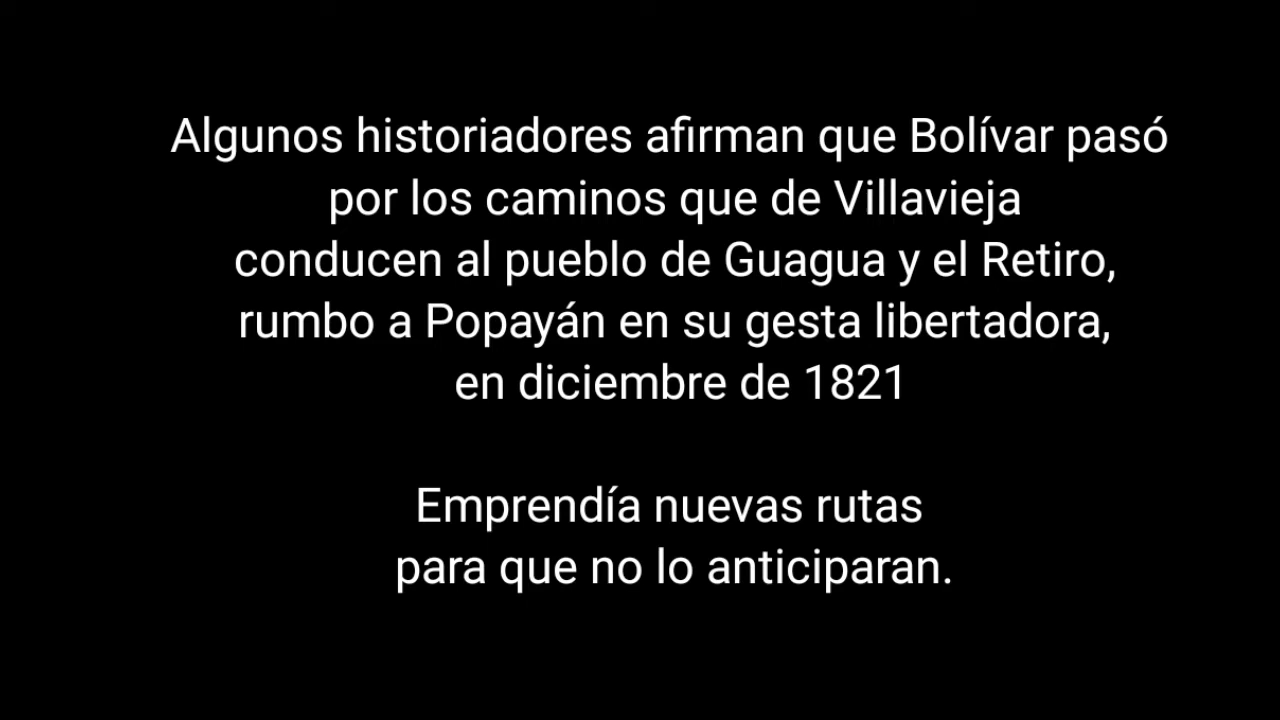 Algunos historiadores afirman que Bolívar pasó
por los caminos que de Villavieja
conducen al pueblo de Guagua y el Retiro,
rumbo a Popayán en su gesta libertadora,
en diciembre de 1821
Emprendía nuevas rutas
para que no lo anticiparan.